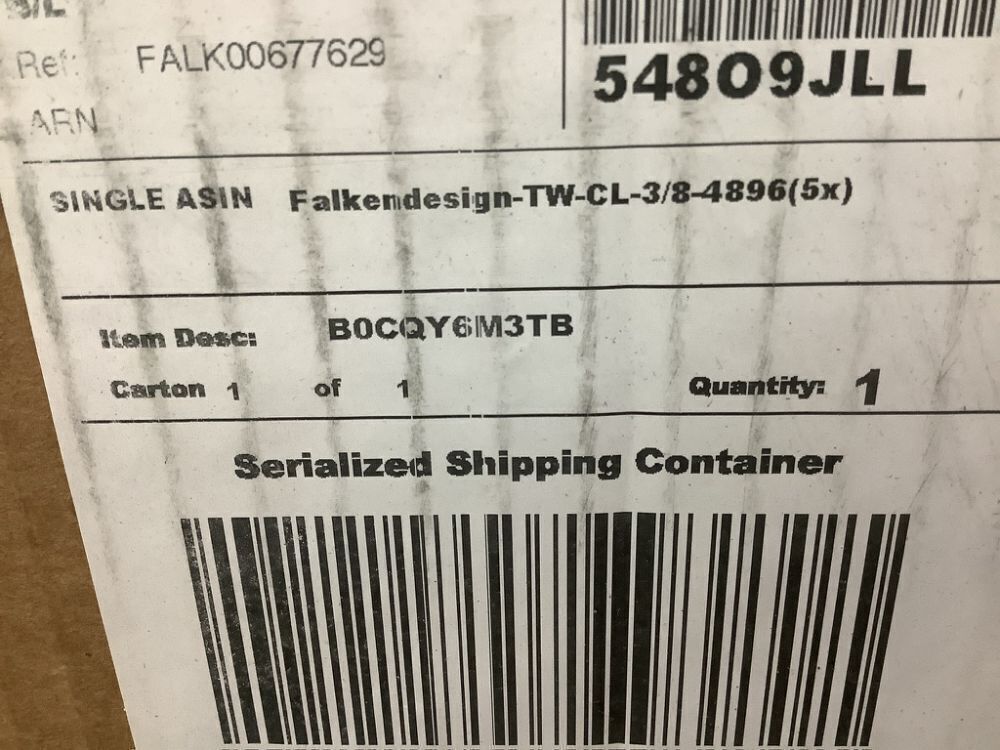 B/L
Ref: FALK00677629
ARN
54809JLL
SINGLE ASIN Falkendesign-TW-CL-3/8-4896(5x)
Item Desc: B0CQY6M3TB
Carton 1 of 1 Quantity: 1
Serialized Shipping Container